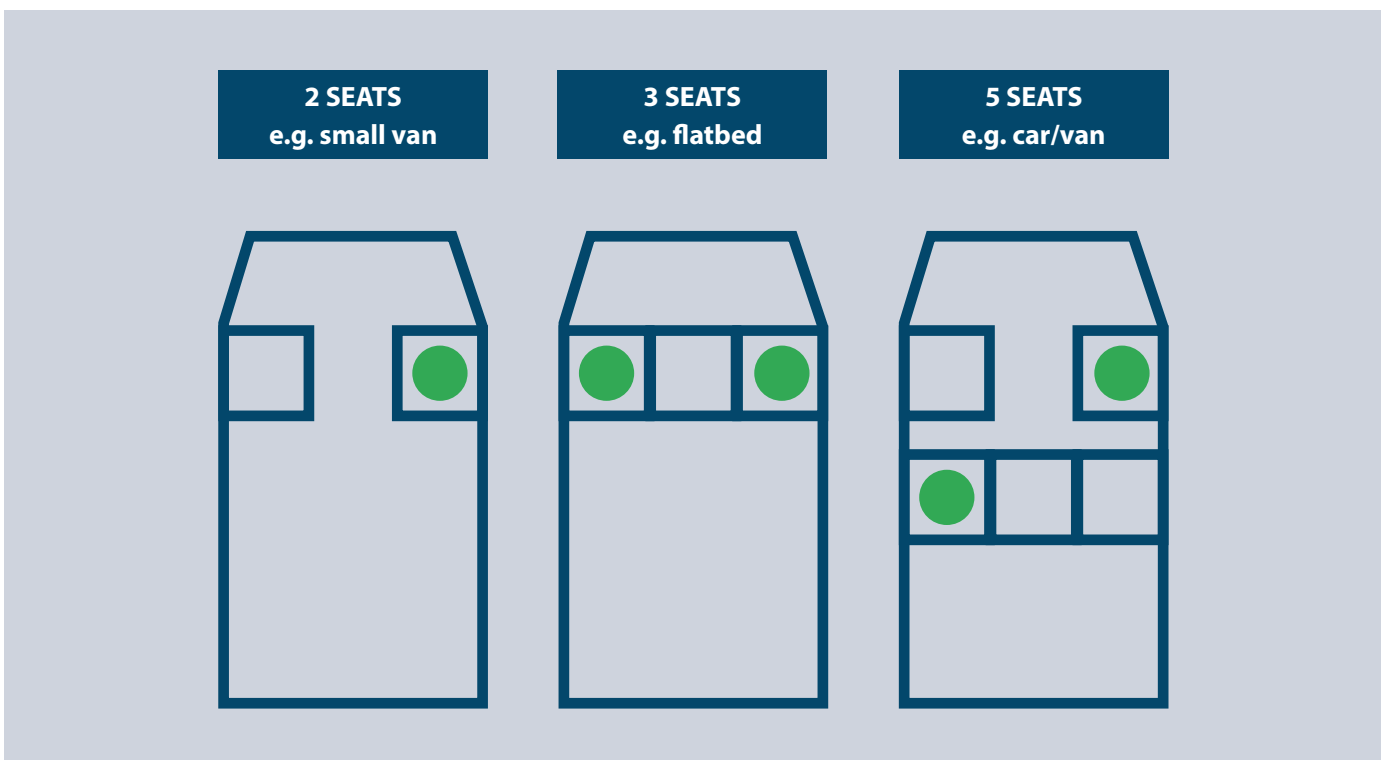 2 SEATS
e.g. small van
3 SEATS
e.g. flatbed
5 SEATS
e.g. car/van